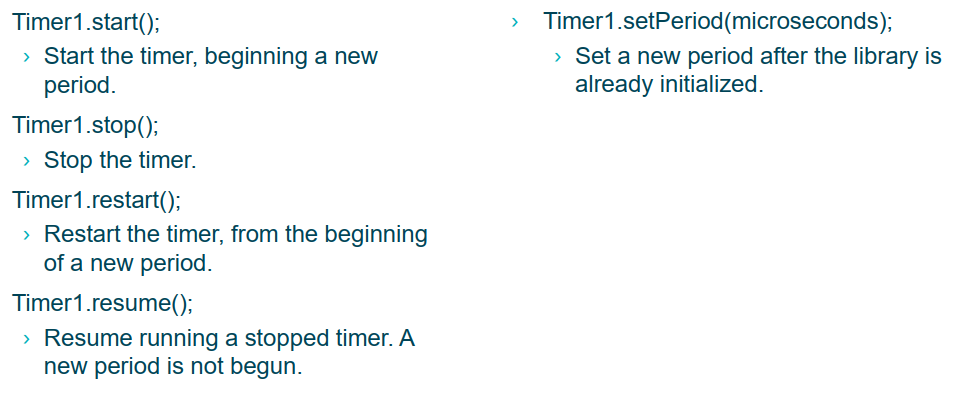 Timer1.start();
› Start the timer, beginning a new
period.
Timer1.stop();
› Stop the timer.
Timer1.restart();
› Restart the timer, from the beginning
of a new period.
Timer1.resume();
› Resume running a stopped timer. A
new period is not begun.
› Timer1.setPeriod(microseconds);
› Set a new period after the library is
already initialized.